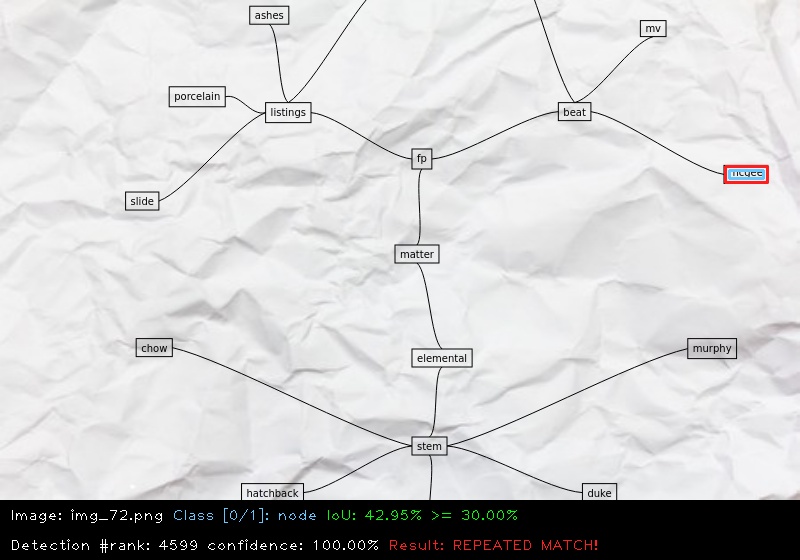 ashes
mv
porcelain
listings
beat
fp
slide
matter
chow
murphy
elemental
stem
hatchback
duke
Image: img_72.png Class [0/1]: node IoU: 42.95% >= 30.00%
Detection #rank: 4599 confidence: 100.00% Result: REPEATED MATCH!